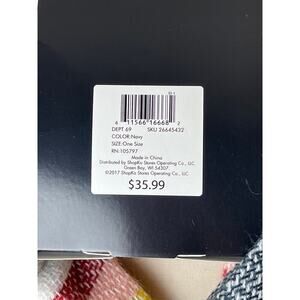 6 11566 16668 2
DEPT 69 SKU 26645432
COLOR:Navy
SIZE:One Size
RN:105797
Made in China
Distributed by ShopKo Stores Operating Co., LLC
Green Bay, WI 54307.
©2017 ShopKo Stores Operating Co., LLC
$35.99